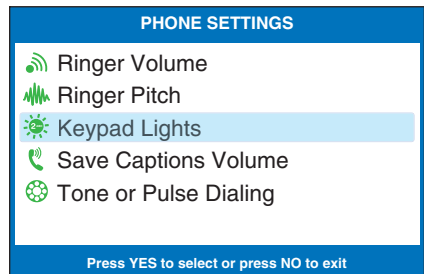 PHONE SETTINGS
Ringer Volume
Ringer Pitch
Keypad Lights
Save Captions Volume
Tone or Pulse Dialing
Press YES to select or press NO to exit